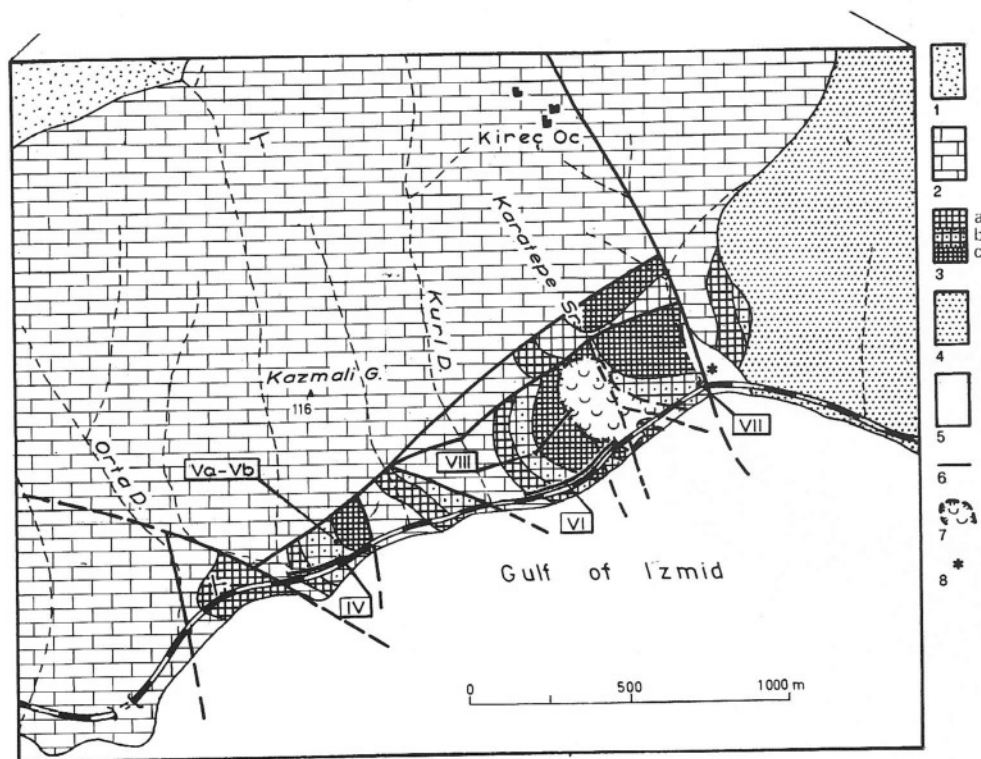 Kirec Oc.
Karatepe Sr.
Kurl D.
Kazmali G.
116
Orta D.
Va-Vb
VIII
VII
VI
IV
Gulf of İzmid
0 500 1000 m
1
2
a
b
c
3
4
5
6
7
8 *